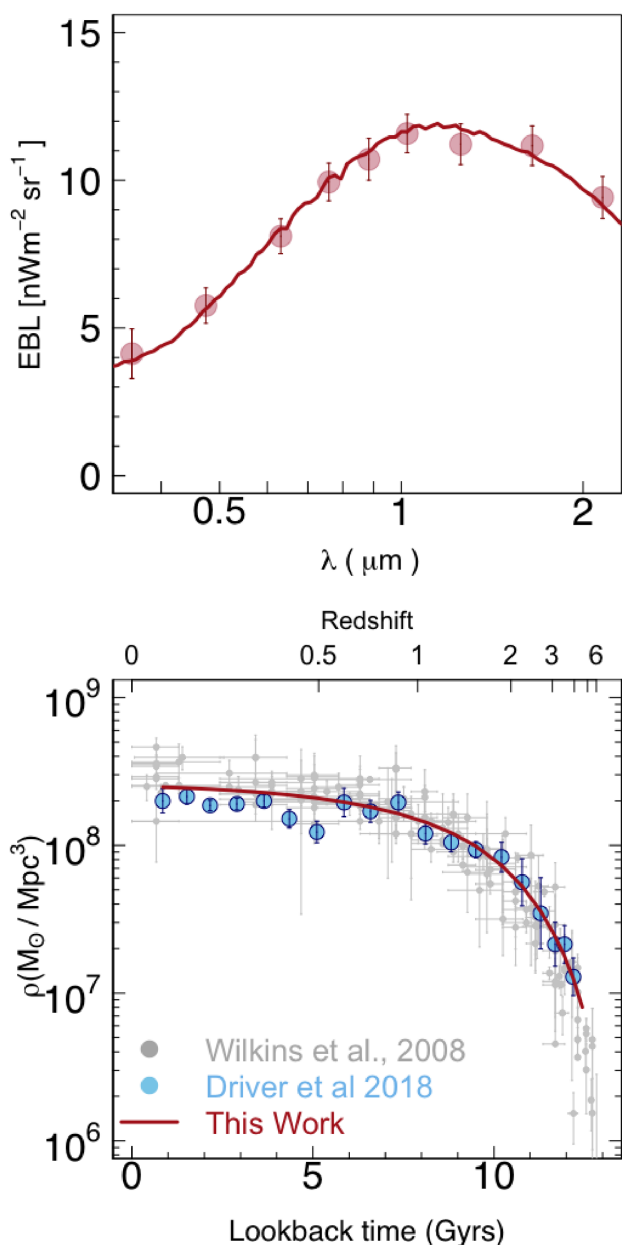 15
10
5
0
EBL [nWm⁻² sr⁻¹]
0.5 1 2
λ ( μm )
Redshift
0 0.5 1 2 3 6
10⁹
10⁸
10⁷
10⁶
ρ(M⊙ / Mpc³)
Wilkins et al., 2008
Driver et al 2018
This Work
0 5 10
Lookback time (Gyrs)